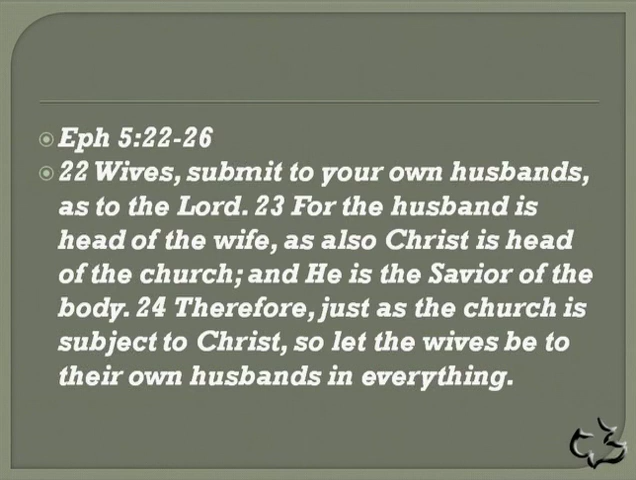 Eph 5:22-26
22 Wives, submit to your own husbands,
as to the Lord. 23 For the husband is
head of the wife, as also Christ is head
of the church; and He is the Savior of the
body. 24 Therefore, just as the church is
subject to Christ, so let the wives be to
their own husbands in everything.